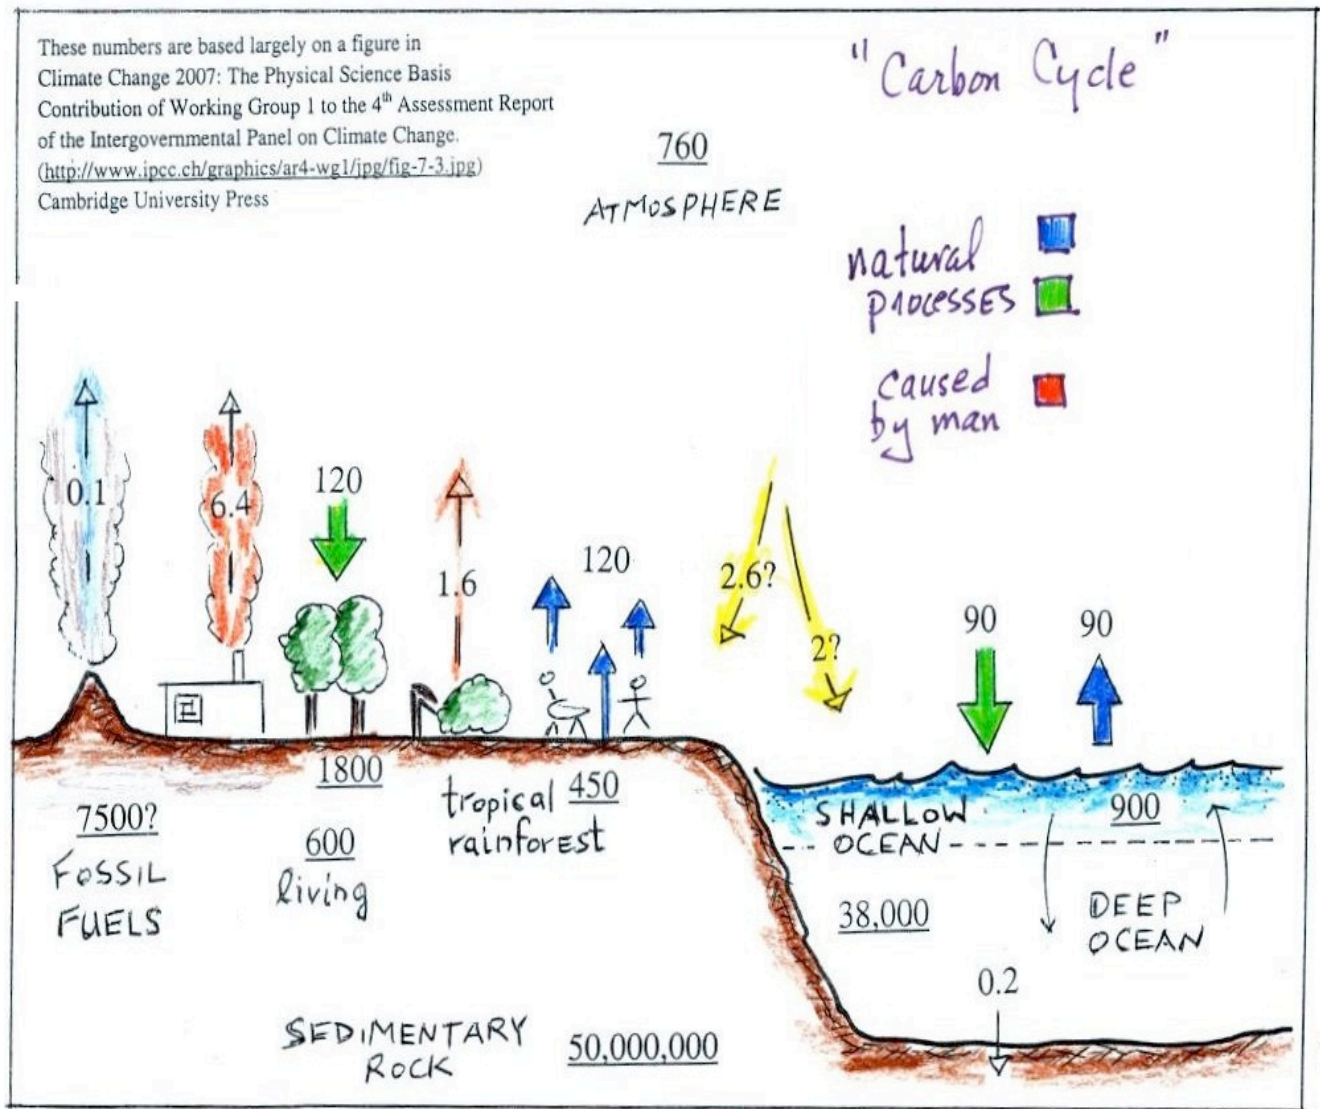 These numbers are based largely on a figure in
Climate Change 2007: The Physical Science Basis
Contribution of Working Group 1 to the 4th Assessment Report
of the Intergovernmental Panel on Climate Change.
(http://www.ipcc.ch/graphics/ar4-wg1/jpg/fig-7-3.jpg)
Cambridge University Press
"Carbon Cycle"
760
ATMOSPHERE
natural
processes
caused
by man
0.1
6.4
120
1.6
120
2.6?
2?
90
90
1800
7500?
FOSSIL
FUELS
600
living
tropical
rainforest
450
SHALLOW
OCEAN
900
38,000
DEEP
OCEAN
0.2
SEDIMENTARY
ROCK
50,000,000